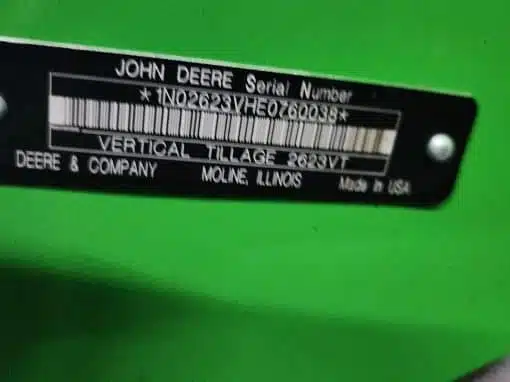 JOHN DEERE Serial Number
*1N02623VHE0760038*
VERTICAL TILLAGE 2623VT
DEERE & COMPANY MOLINE, ILLINOIS Made In USA